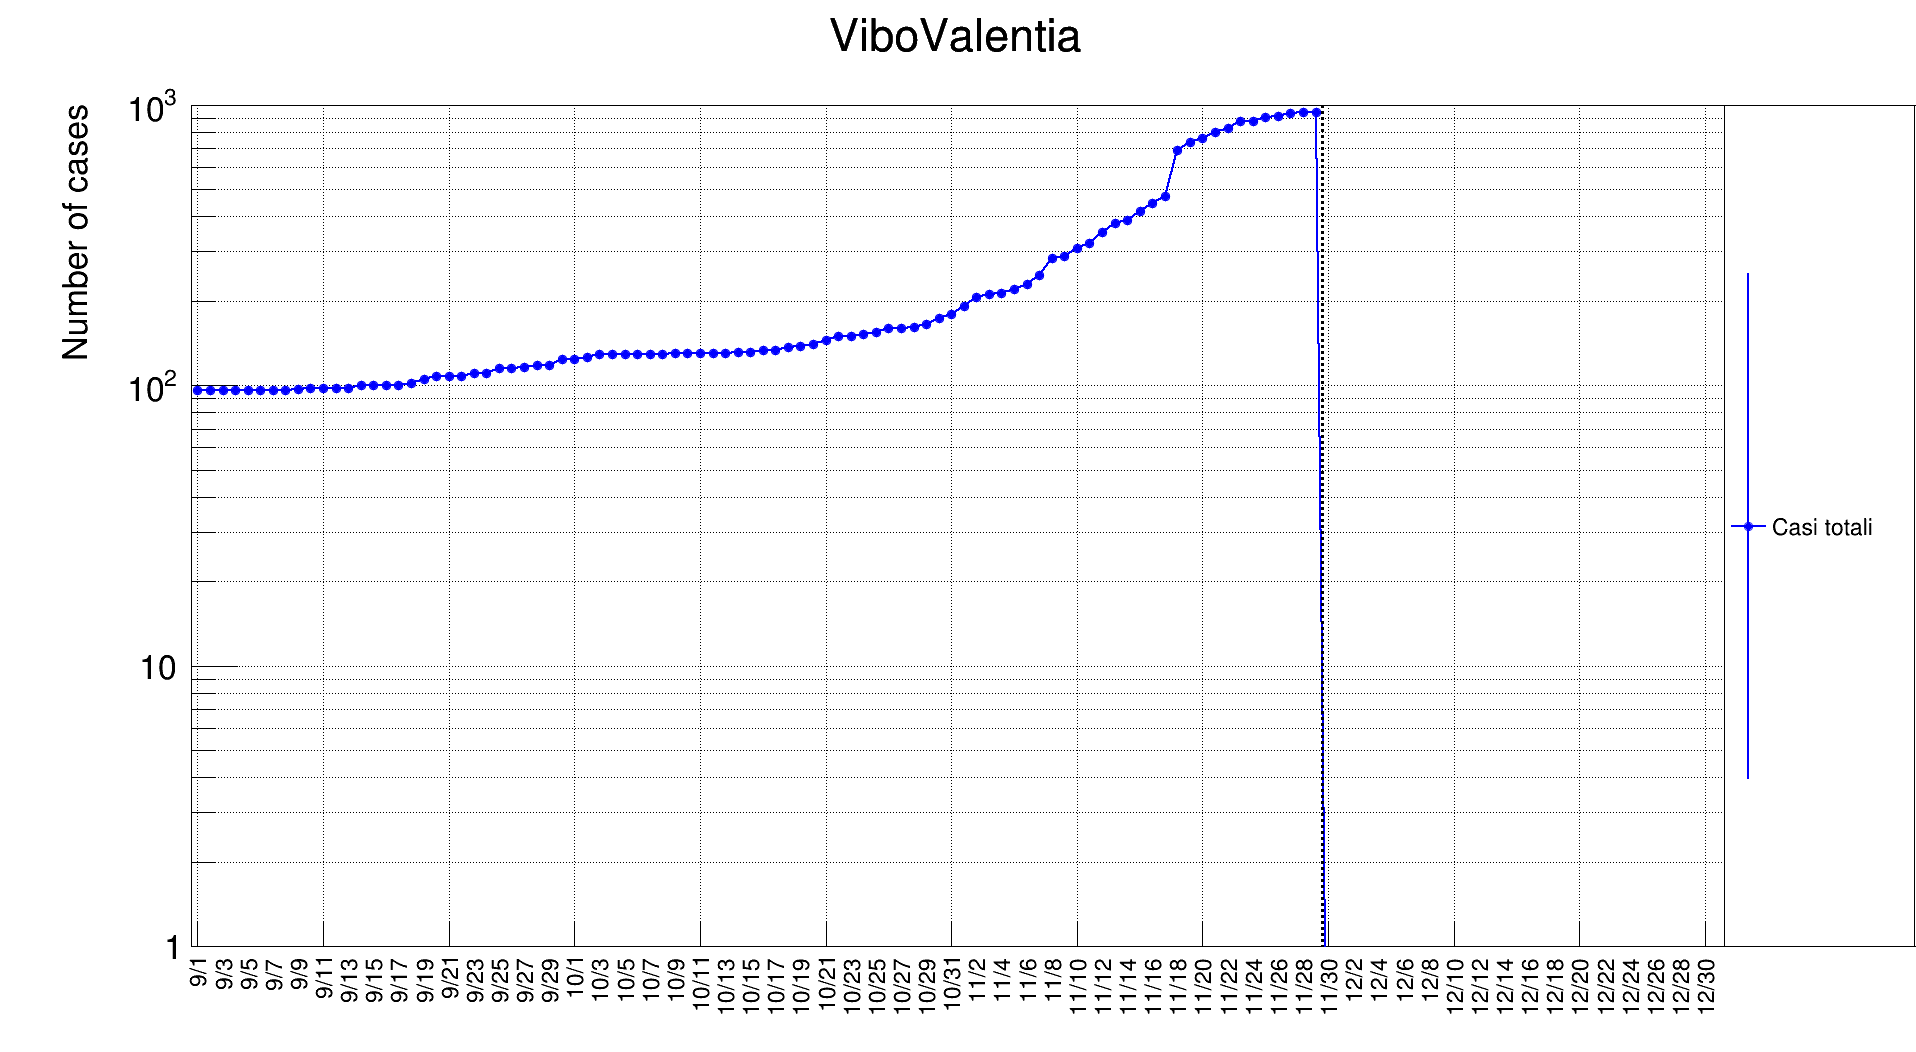 ViboValentia
Number of cases
10³
10²
10
1
9/1 9/3 9/5 9/7 9/9 9/11 9/13 9/15 9/17 9/19 9/21 9/23 9/25 9/27 9/29 10/1 10/3 10/5 10/7 10/9 10/11 10/13 10/15 10/17 10/19 10/21 10/23 10/25 10/27 10/29 10/31 11/2 11/4 11/6 11/8 11/10 11/12 11/14 11/16 11/18 11/20 11/22 11/24 11/26 11/28 11/30 12/2 12/4 12/6 12/8 12/10 12/12 12/14 12/16 12/18 12/20 12/22 12/24 12/26 12/28 12/30
Casi totali